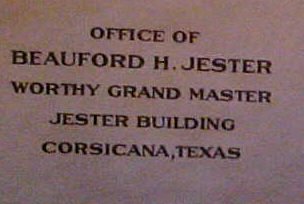 OFFICE OF
BEAUFORD H. JESTER
WORTHY GRAND MASTER
JESTER BUILDING
CORSICANA, TEXAS